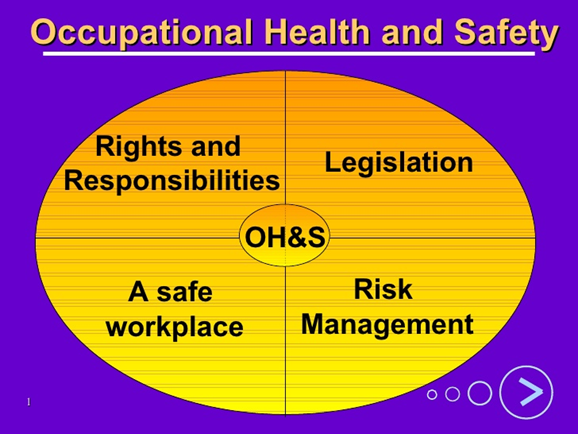 Occupational Health and Safety
Rights and
Responsibilities
Legislation
OH&S
A safe
workplace
Risk
Management
1